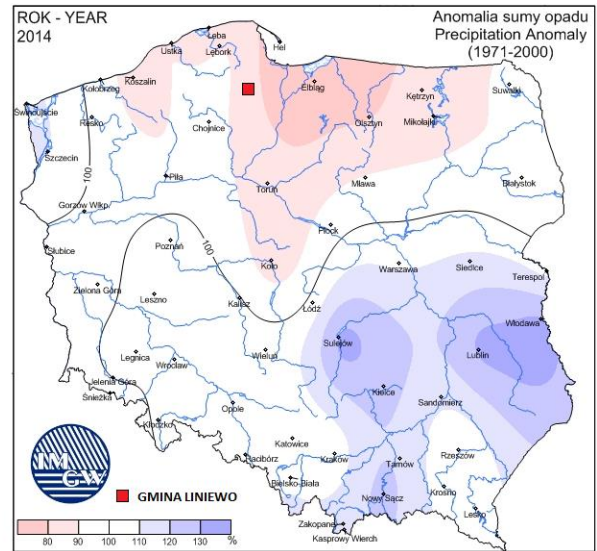 ROK - YEAR
2014
Anomalia sumy opadu
Precipitation Anomaly
(1971-2000)
Łeba
Hel
Ustka
Lębork
Koszalin
Kołobrzeg
Elbląg
Kętrzyn
Suwałki
Świnoujście
Resko
Chojnice
Olsztyn
Mikołajki
Szczecin
100
Piła
Toruń
Mława
Białystok
Gorzów Wlkp.
Płock
Słubice
Poznań
100
Koło
Warszawa
Siedlce
Terespol
Zielona Góra
Leszno
Kalisz
Łódź
Włodawa
Sulejów
Lublin
Legnica
Wrocław
Wieluń
Jelenia Góra
Śnieżka
Kielce
Opole
Sandomierz
Kłodzko
Katowice
Racibórz
Kraków
Tarnów
Rzeszów
Bielsko-Biała
Nowy Sącz
Krosno
Lesko
Zakopane
Kasprowy Wierch
IM
G.W
GMINA LINIEWO
80 90 100 110 120 130 %